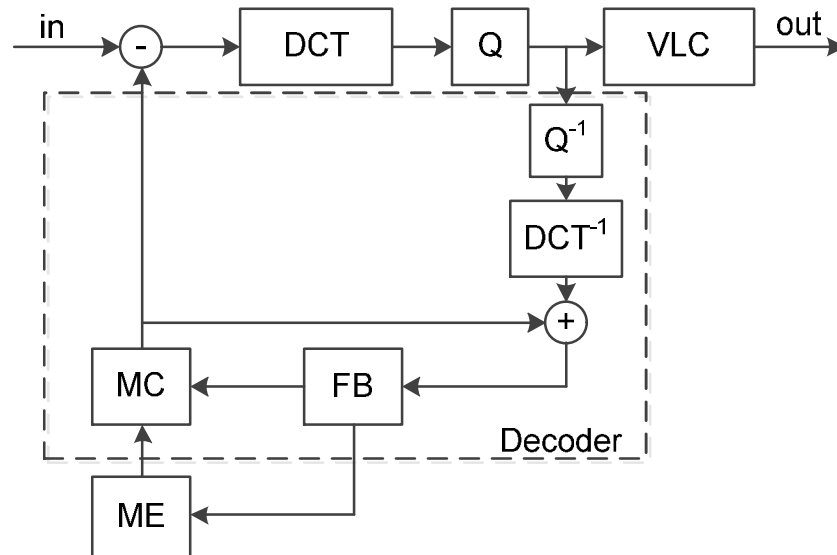 in
-
DCT
Q
VLC
out
Q⁻¹
DCT⁻¹
+
MC
FB
Decoder
ME